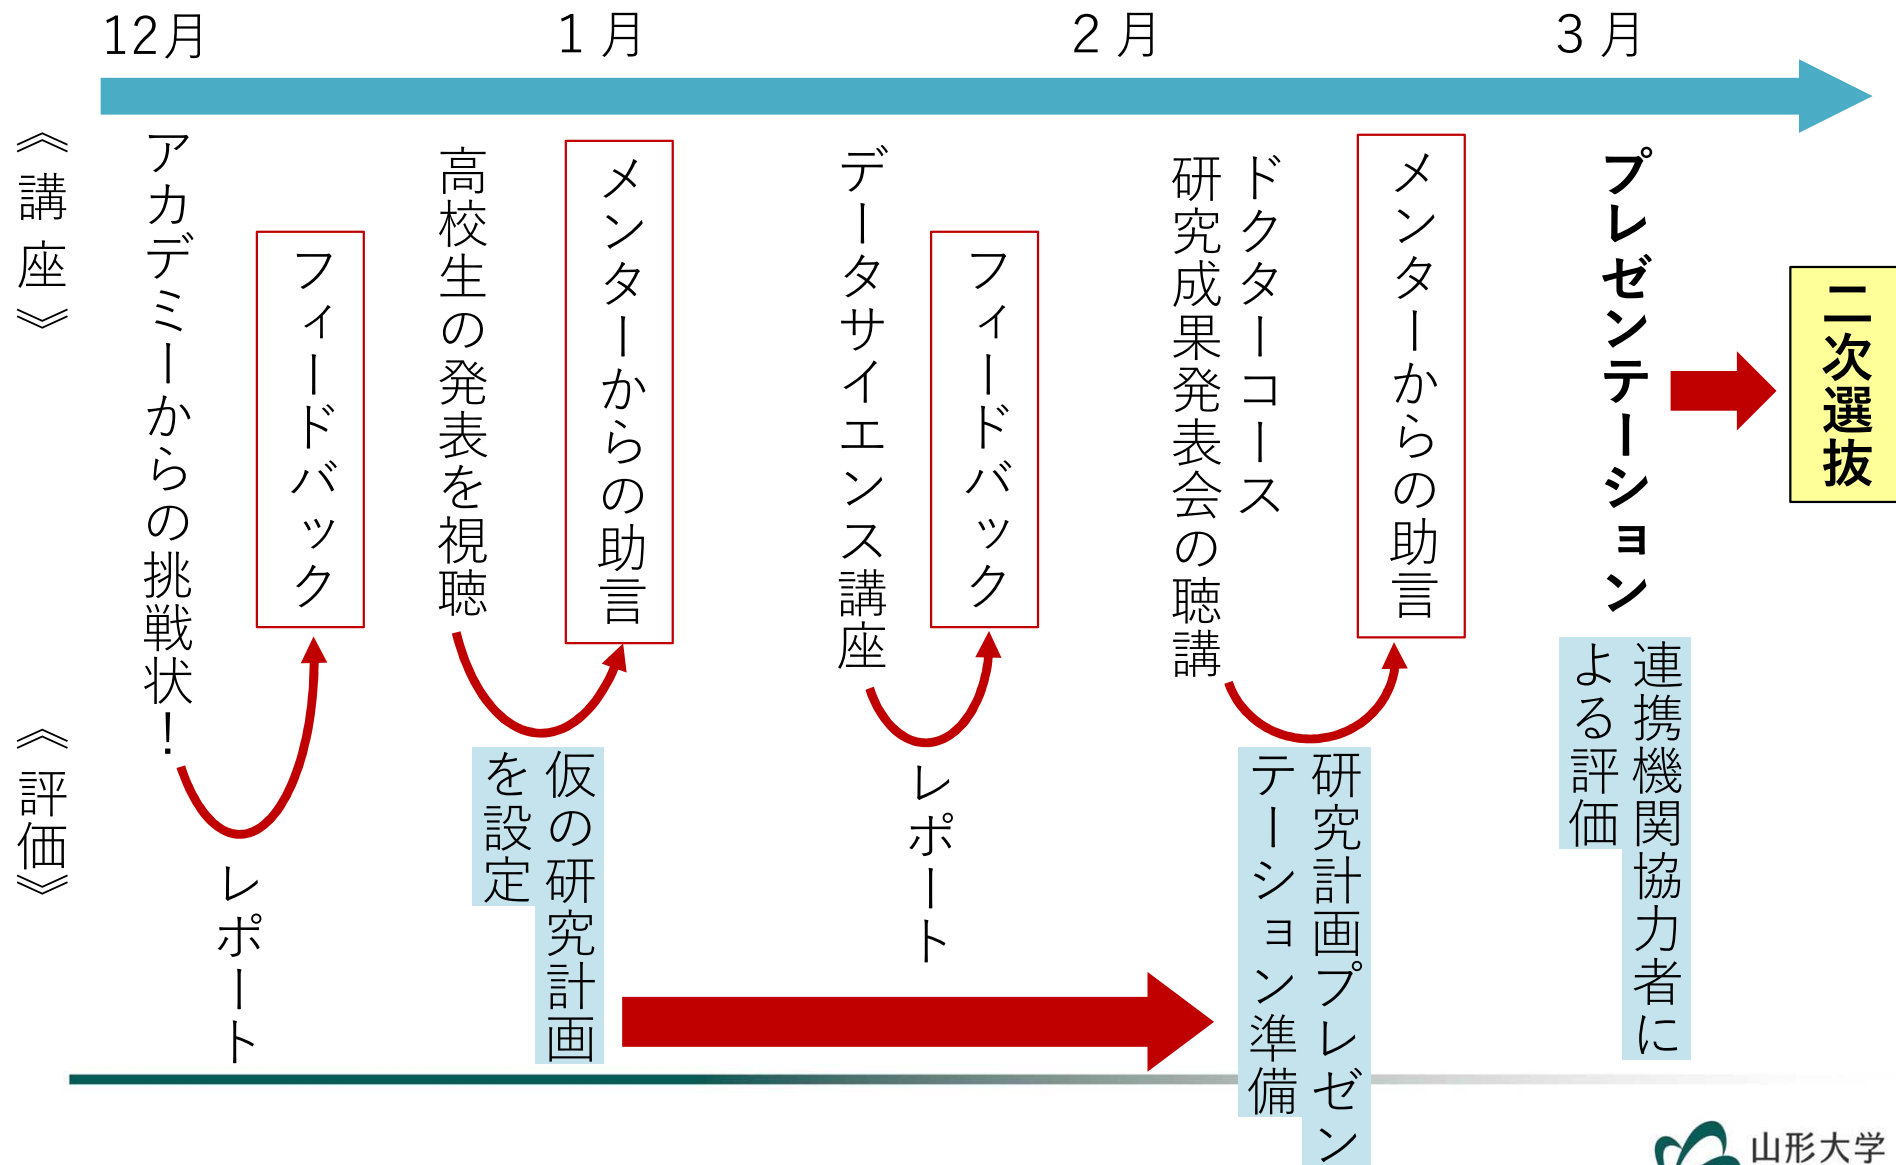 12月
1月
2月
3月
《講座》
アカデミーからの挑戦状！
フィードバック
高校生の発表を視聴
メンターからの助言
データサイエンス講座
フィードバック
ドクターコース
研究成果発表会の聴講
メンターからの助言
プレゼンテーション
二次選抜
《評価》
レポート
仮の研究計画
を設定
レポート
研究計画プレゼン
テーション準備
連携機関協力者に
よる評価
山形大学